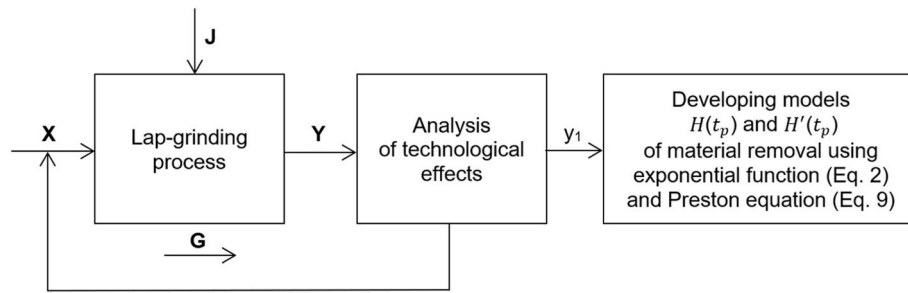 J
X
Lap-grinding
process
Y
Analysis
of technological
effects
y₁
Developing models
H(tₚ) and H′(tₚ)
of material removal using
exponential function (Eq. 2)
and Preston equation (Eq. 9)
G